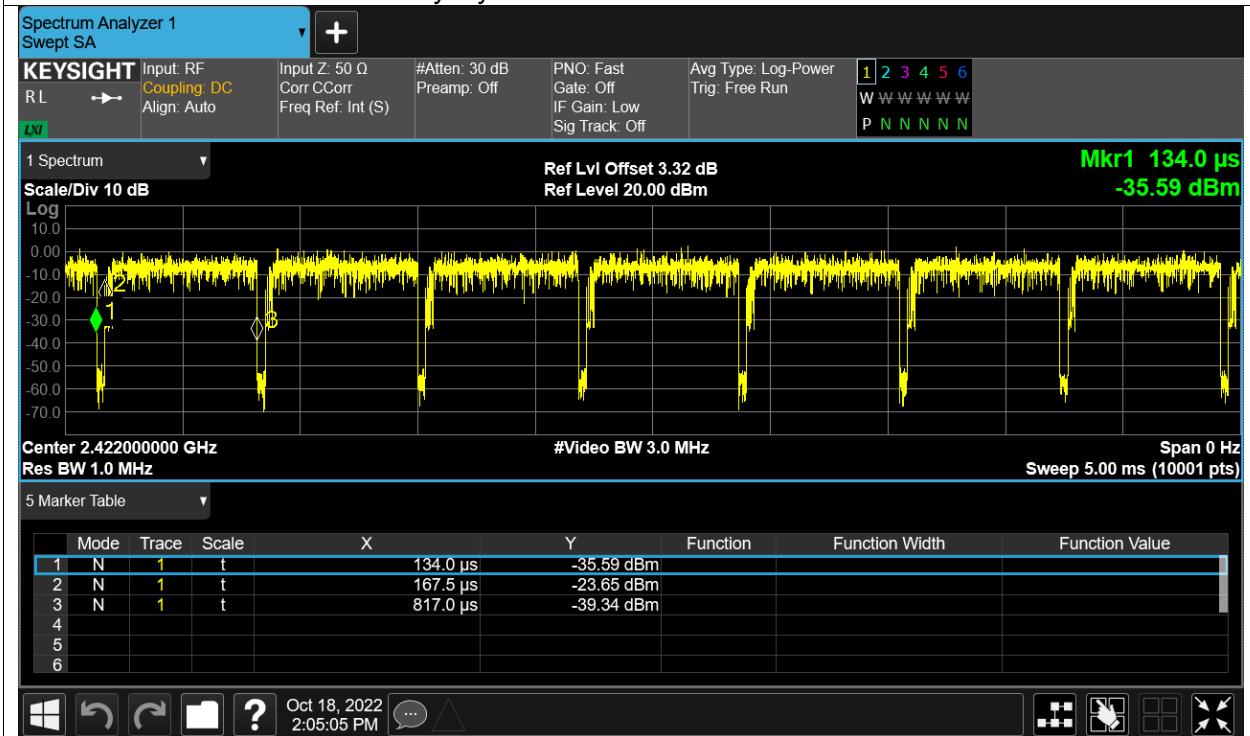 Spectrum Analyzer 1
Swept SA
KEYSIGHT
RL
LXI
Input: RF
Coupling: DC
Align: Auto
Input Z: 50 Ω
Corr CCorr
Freq Ref: Int (S)
#Atten: 30 dB
Preamp: Off
PNO: Fast
Gate: Off
IF Gain: Low
Sig Track: Off
Avg Type: Log-Power
Trig: Free Run
1 2 3 4 5 6
W W W W W W
P N N N N N
1 Spectrum
Scale/Div 10 dB
Ref Lvl Offset 3.32 dB
Ref Level 20.00 dBm
Mkr1 134.0 µs
-35.59 dBm
Log
10.0
0.00
-10.0
-20.0
-30.0
-40.0
-50.0
-60.0
-70.0
2
1
3
Center 2.422000000 GHz
#Video BW 3.0 MHz
Span 0 Hz
Res BW 1.0 MHz
Sweep 5.00 ms (10001 pts)
5 Marker Table
Mode Trace Scale X Y Function Function Width Function Value
1 N 1 t 134.0 µs -35.59 dBm
2 N 1 t 167.5 µs -23.65 dBm
3 N 1 t 817.0 µs -39.34 dBm
4
5
6
?
Oct 18, 2022
2:05:05 PM